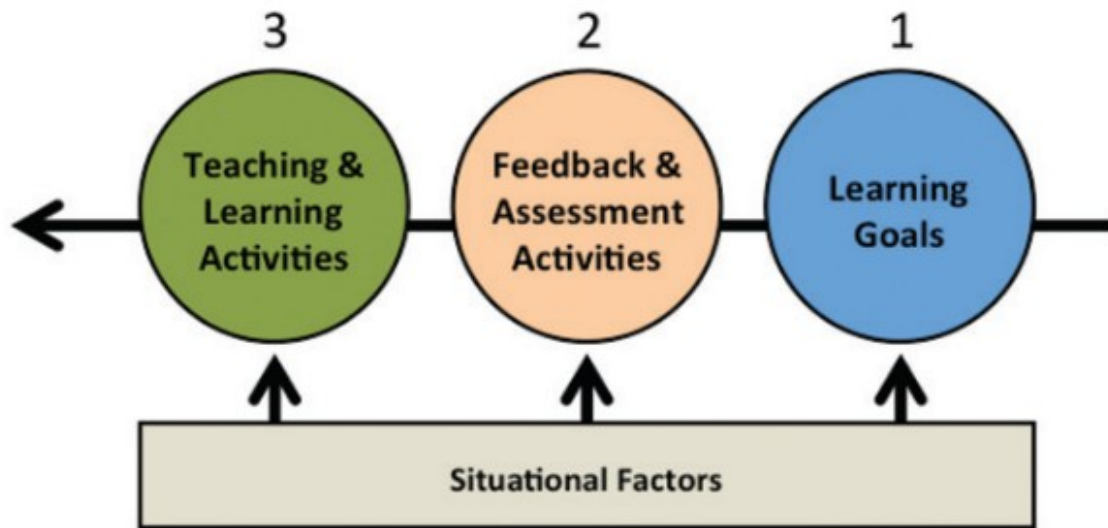 3
2
1
Teaching &
Learning
Activities
Feedback &
Assessment
Activities
Learning
Goals
Situational Factors